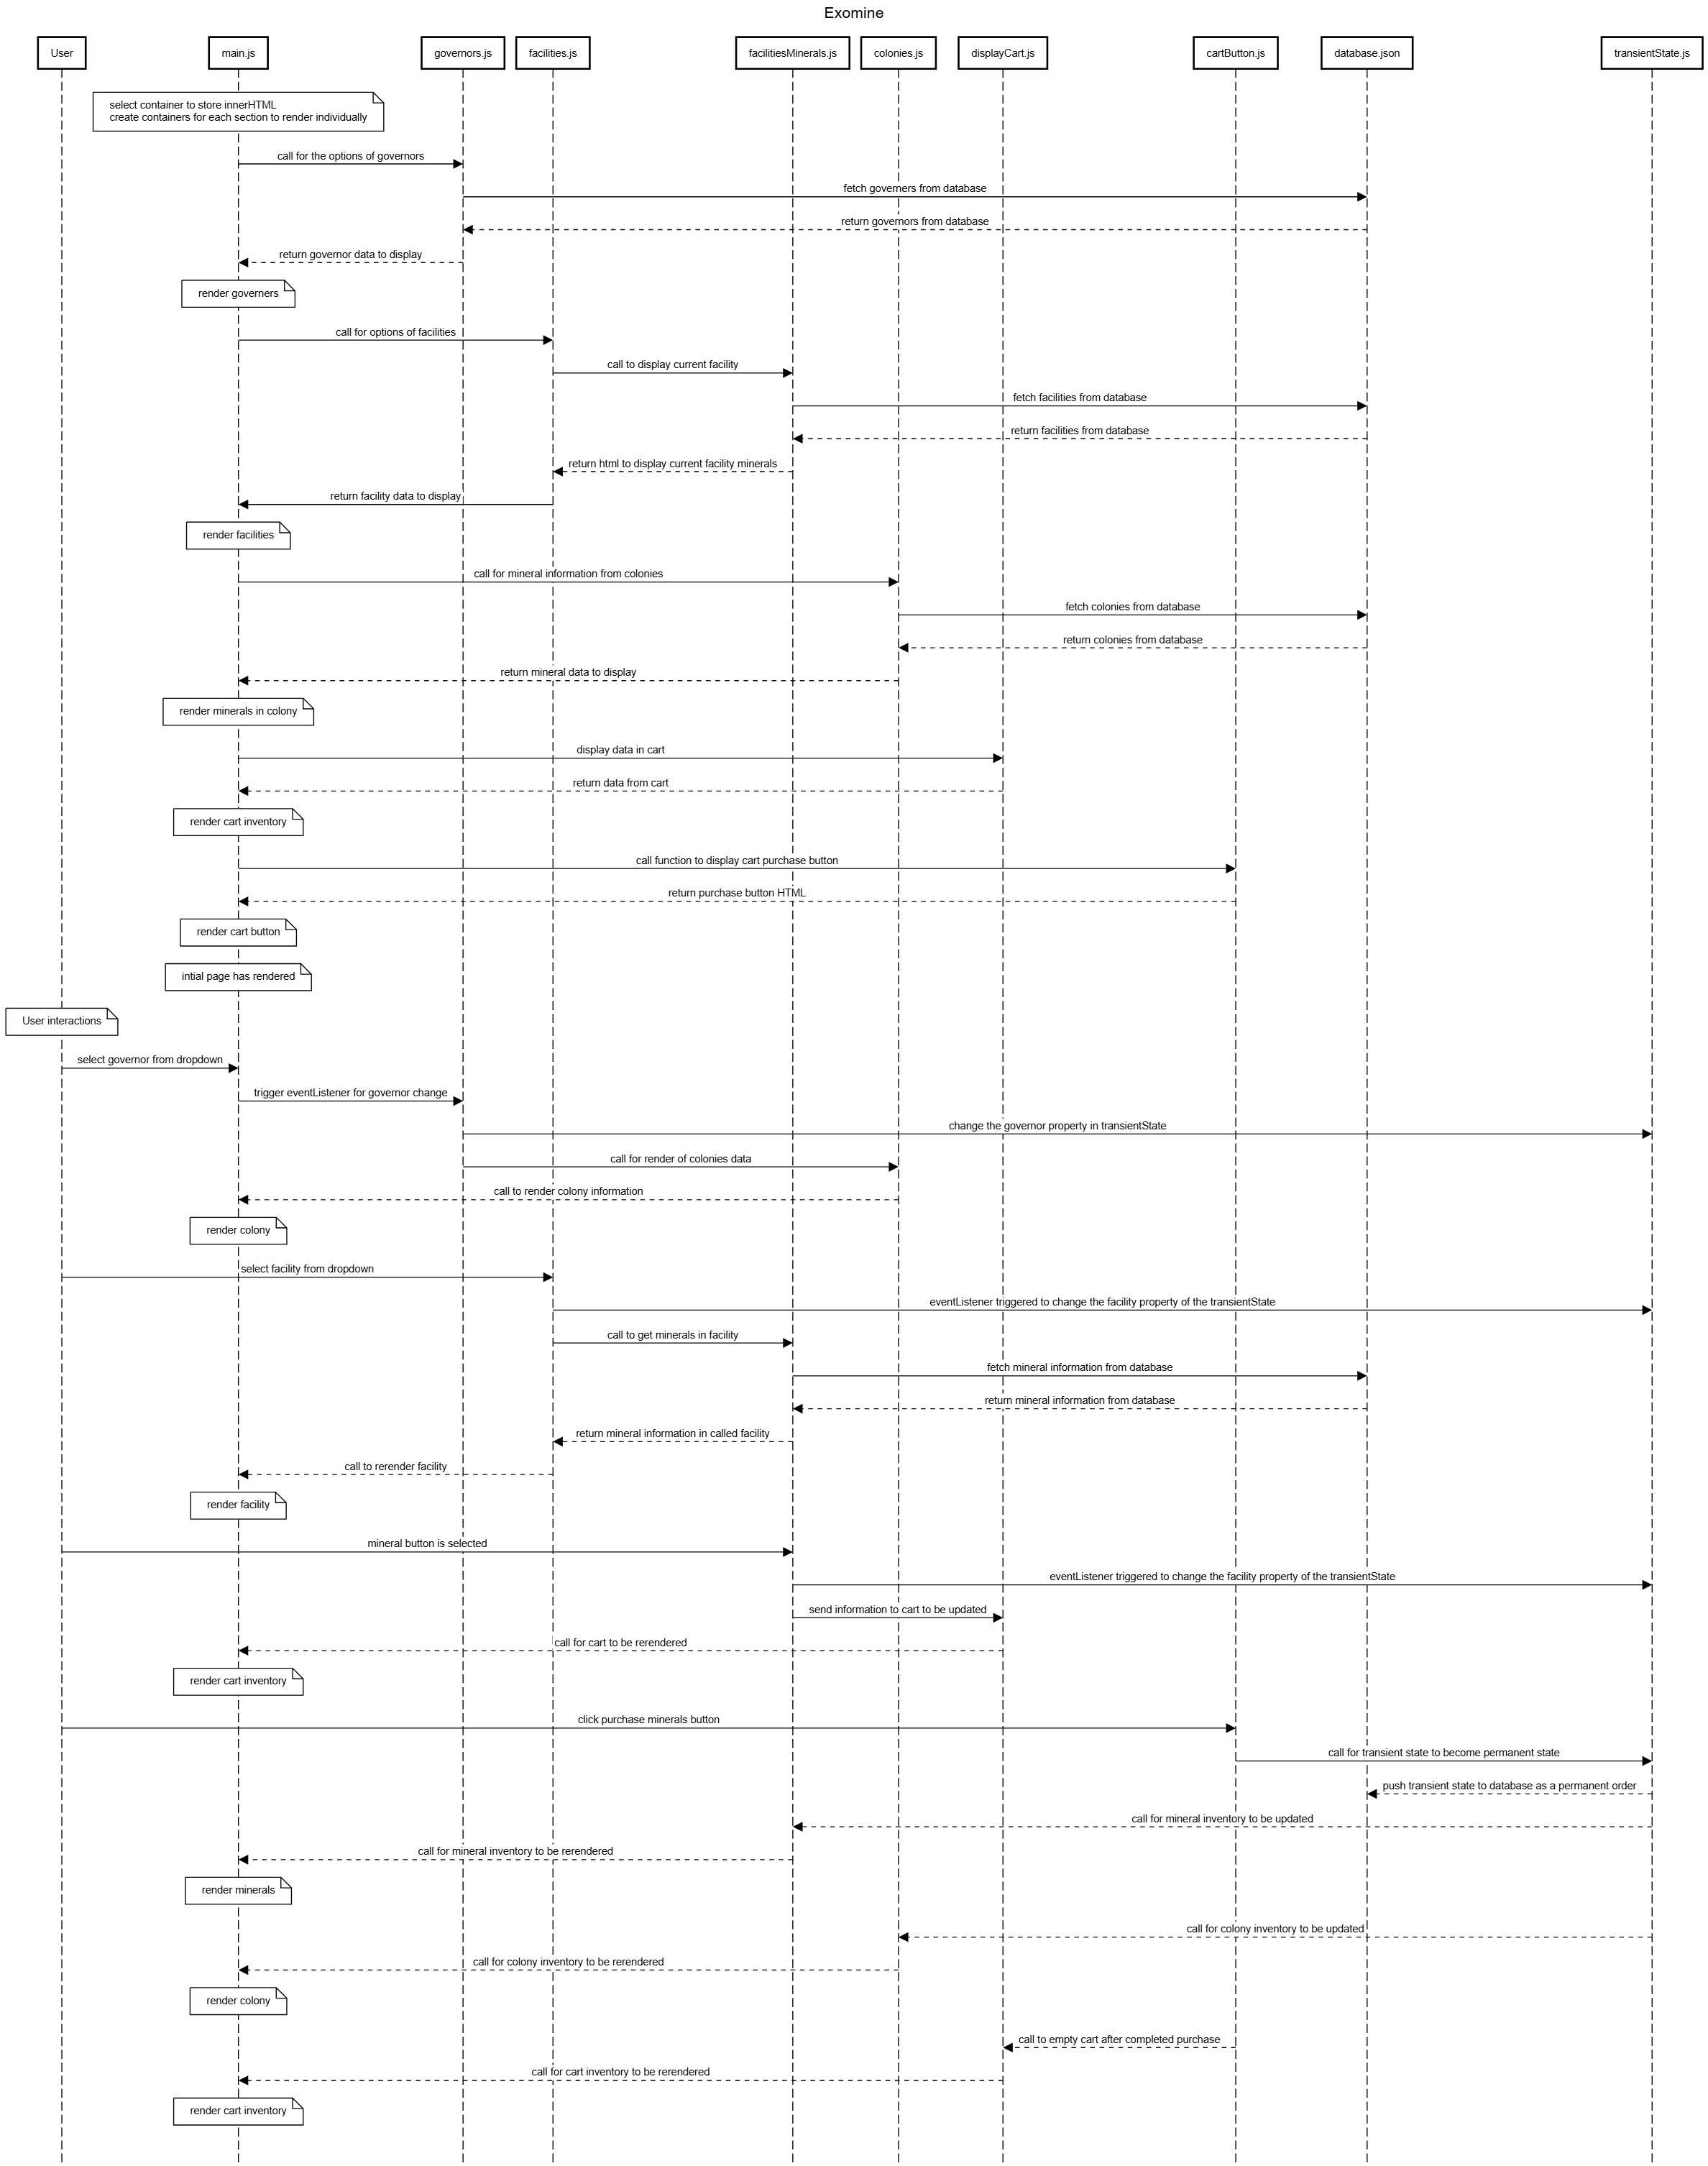 Exomine
User
main.js
governors.js
facilities.js
facilitiesMinerals.js
colonies.js
displayCart.js
cartButton.js
database.json
transientState.js
select container to store innerHTML
create containers for each section to render individually
call for the options of governors
fetch governers from database
return governors from database
return governor data to display
render governers
call for options of facilities
call to display current facility
fetch facilities from database
return facilities from database
return html to display current facility minerals
return facility data to display
render facilities
call for mineral information from colonies
fetch colonies from database
return colonies from database
return mineral data to display
render minerals in colony
display data in cart
return data from cart
render cart inventory
call function to display cart purchase button
return purchase button HTML
render cart button
intial page has rendered
User interactions
select governor from dropdown
trigger eventListener for governor change
change the governor property in transientState
call for render of colonies data
call to render colony information
render colony
select facility from dropdown
eventListener triggered to change the facility property of the transientState
call to get minerals in facility
fetch mineral information from database
return mineral information from database
return mineral information in called facility
call to rerender facility
render facility
mineral button is selected
eventListener triggered to change the facility property of the transientState
send information to cart to be updated
call for cart to be rerendered
render cart inventory
click purchase minerals button
call for transient state to become permanent state
push transient state to database as a permanent order
call for mineral inventory to be updated
call for mineral inventory to be rerendered
render minerals
call for colony inventory to be updated
call for colony inventory to be rerendered
render colony
call to empty cart after completed purchase
call for cart inventory to be rerendered
render cart inventory